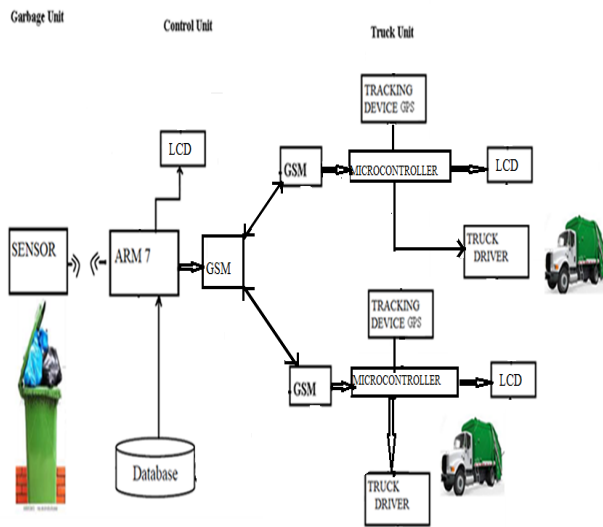 Garbage Unit
Control Unit
Truck Unit
TRACKING
DEVICE GPS
LCD
GSM
MICROCONTROLLER
LCD
SENSOR
ARM 7
GSM
TRUCK
DRIVER
TRACKING
DEVICE GPS
GSM
MICROCONTROLLER
LCD
Database
TRUCK
DRIVER